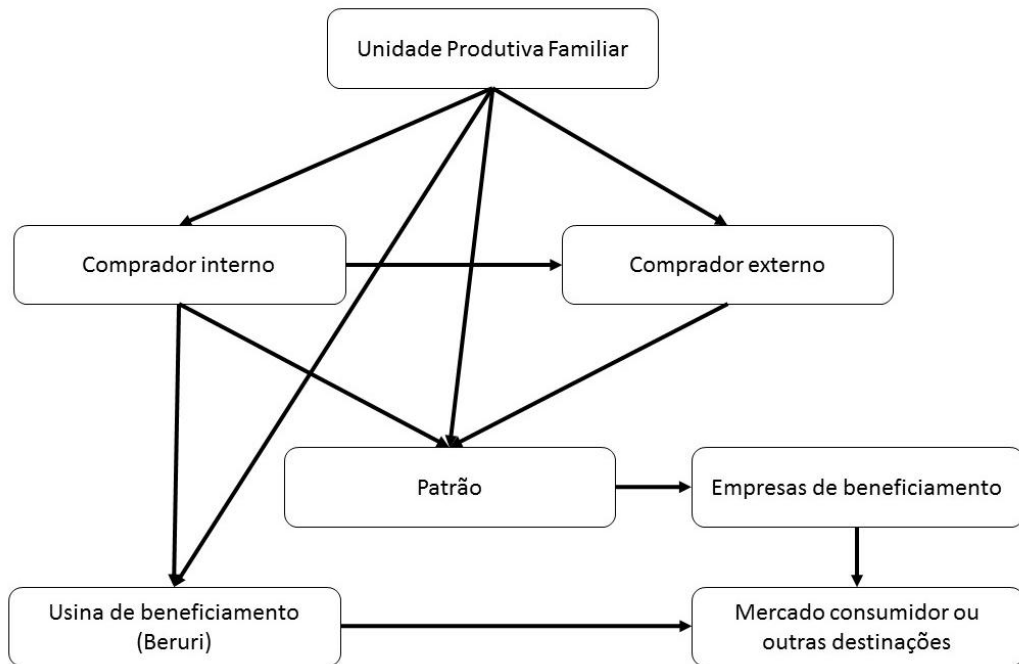 Unidade Produtiva Familiar
Comprador interno
Comprador externo
Patrão
Empresas de beneficiamento
Usina de beneficiamento
(Beruri)
Mercado consumidor ou
outras destinações